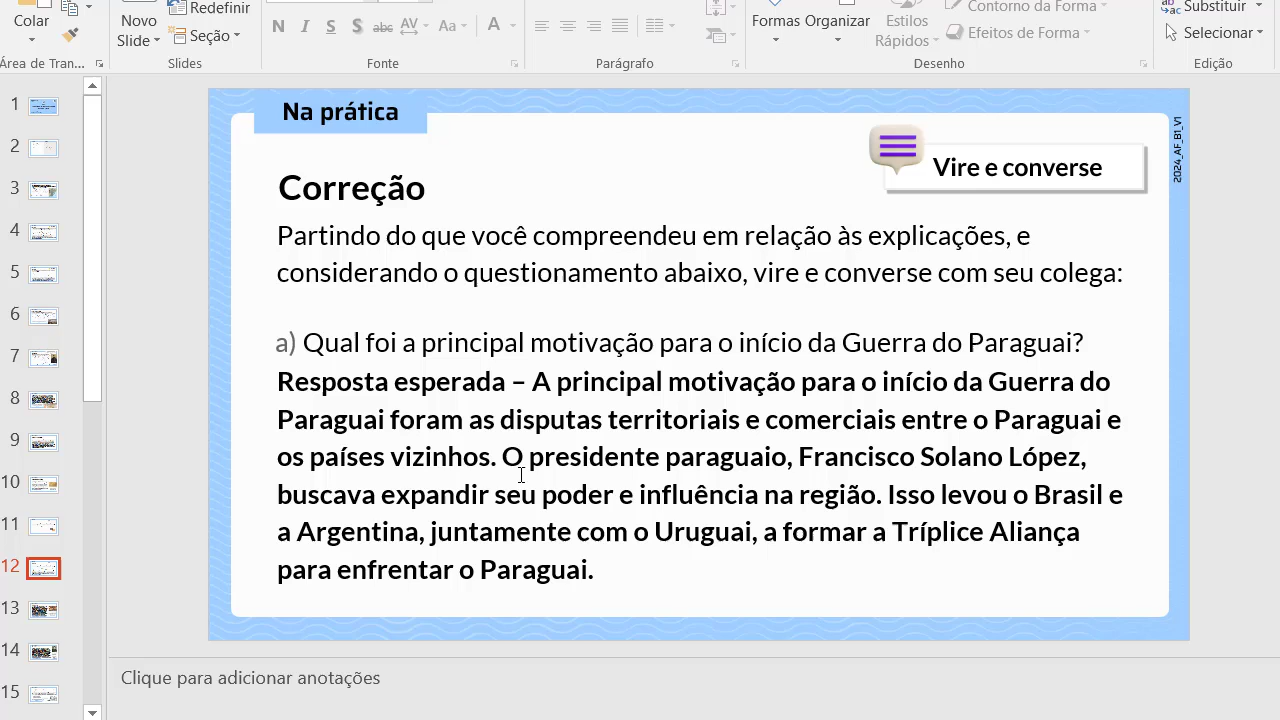 Colar
Novo
Slide
Redefinir
Seção
N I S S abc AV Aa A
Formas Organizar Estilos
Rápidos
Contorno da Forma
Efeitos de Forma
Substituir
Selecionar
Área de Tran...
Slides
Fonte
Parágrafo
Desenho
Edição
1
2
3
4
5
6
7
8
9
10
11
12
13
14
15
Na prática
2024_AF_B1_V1
Vire e converse
Correção
Partindo do que você compreendeu em relação às explicações, e
considerando o questionamento abaixo, vire e converse com seu colega:
a) Qual foi a principal motivação para o início da Guerra do Paraguai?
Resposta esperada – A principal motivação para o início da Guerra do
Paraguai foram as disputas territoriais e comerciais entre o Paraguai e
os países vizinhos. O presidente paraguaio, Francisco Solano López,
buscava expandir seu poder e influência na região. Isso levou o Brasil e
a Argentina, juntamente com o Uruguai, a formar a Tríplice Aliança
para enfrentar o Paraguai.
Clique para adicionar anotações